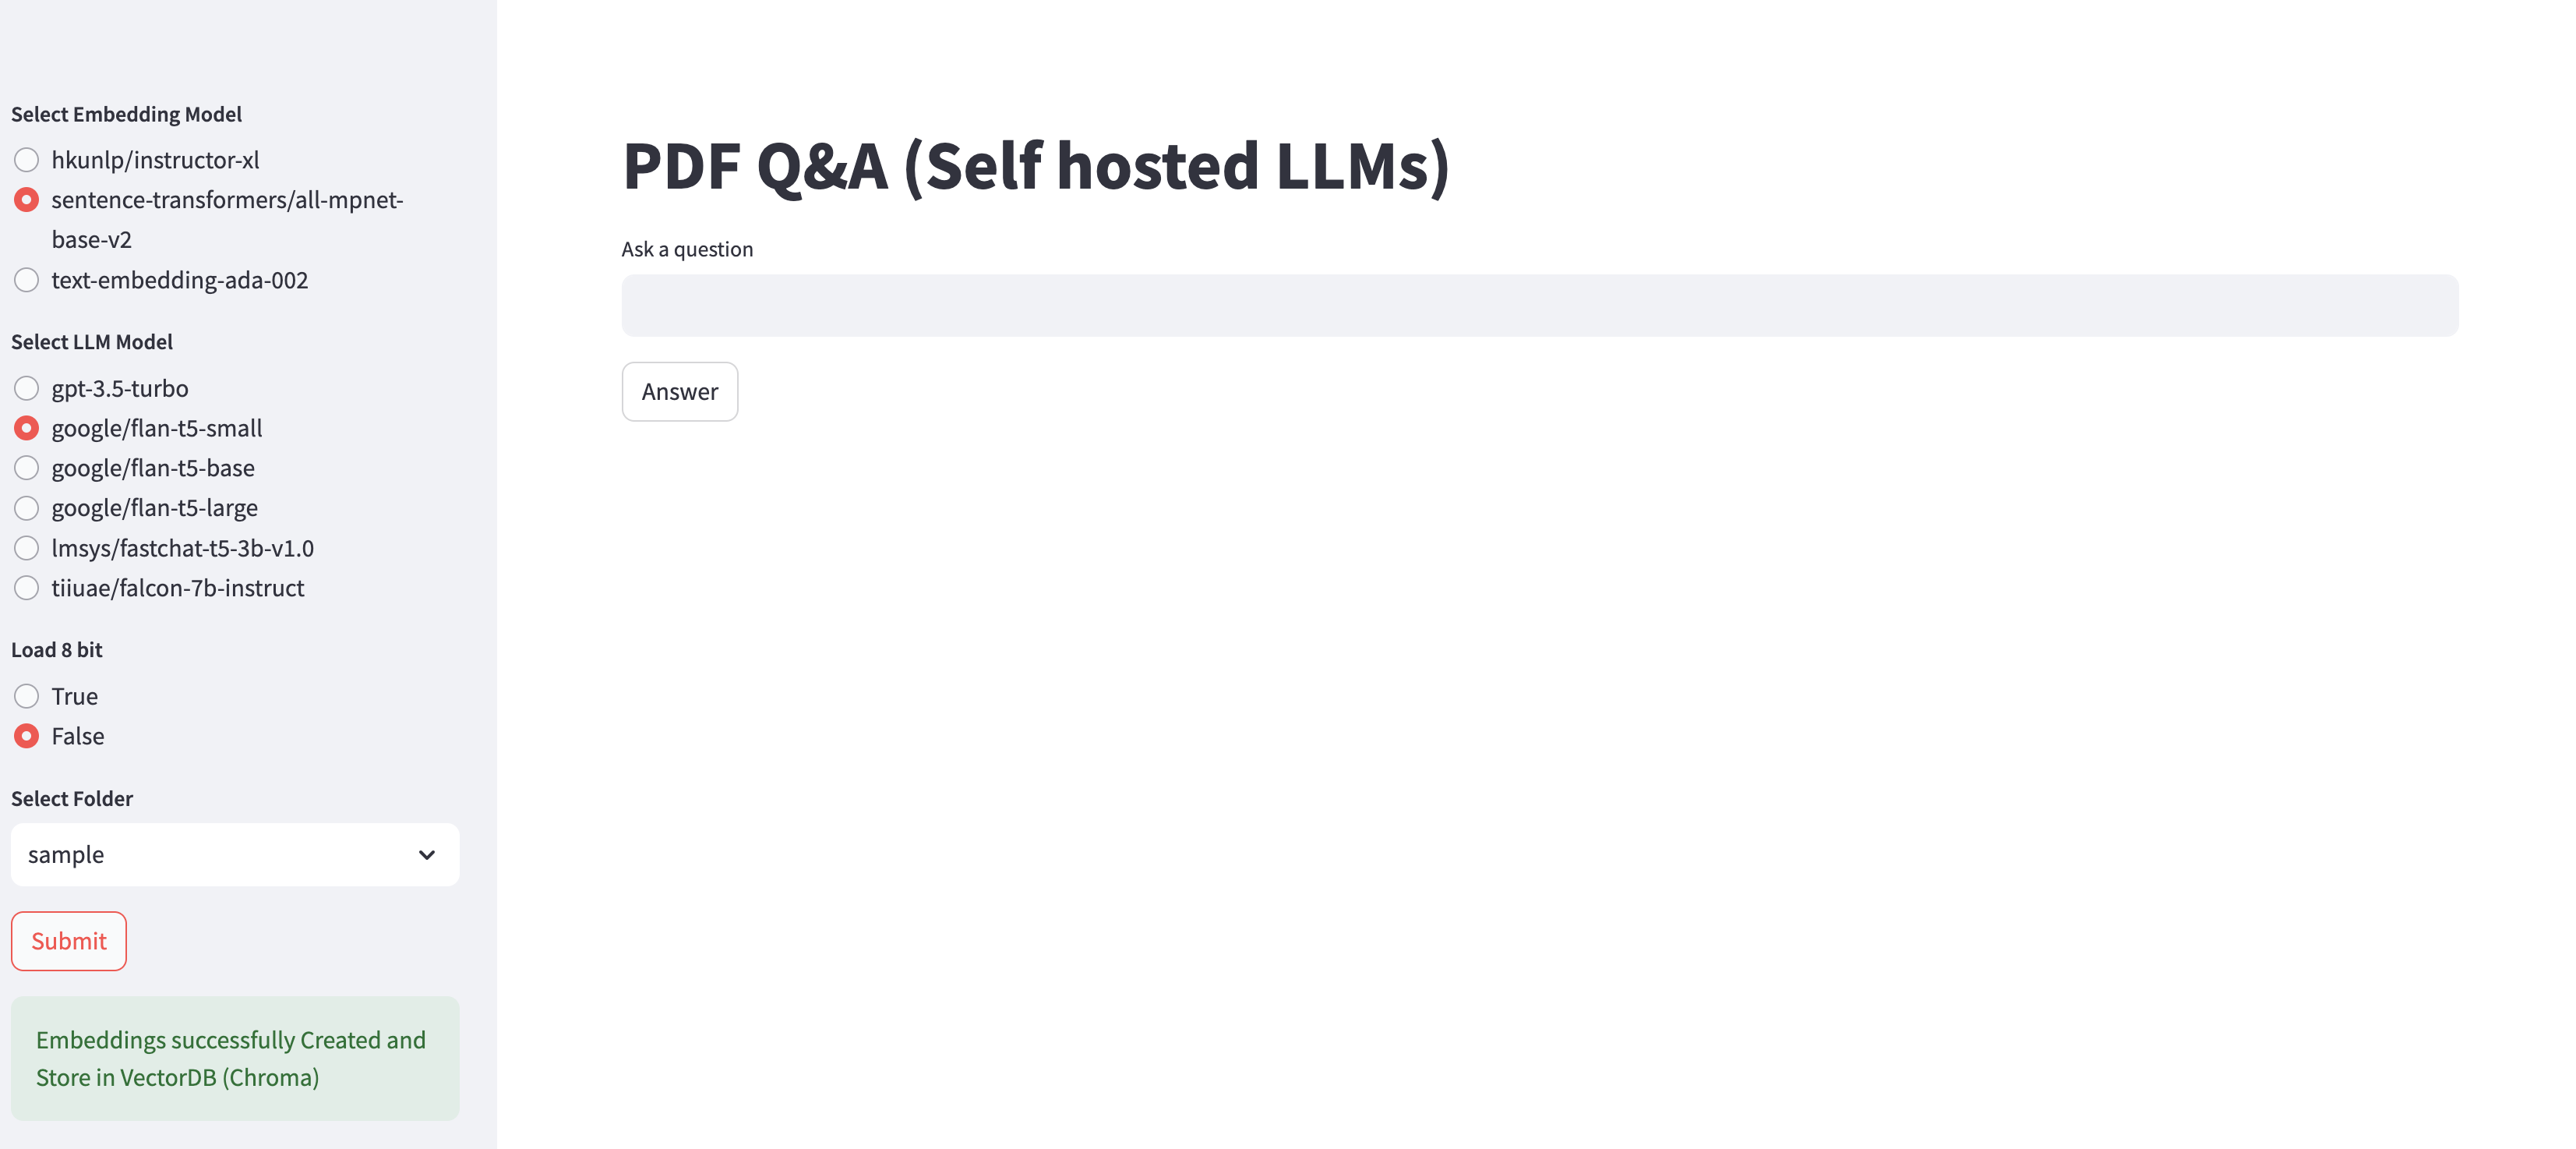 Select Embedding Model
hkunlp/instructor-xl
sentence-transformers/all-mpnet-
base-v2
text-embedding-ada-002
Select LLM Model
gpt-3.5-turbo
google/flan-t5-small
google/flan-t5-base
google/flan-t5-large
lmsys/fastchat-t5-3b-v1.0
tiiuae/falcon-7b-instruct
Load 8 bit
True
False
Select Folder
sample
Submit
Embeddings successfully Created and
Store in VectorDB (Chroma)
PDF Q&A (Self hosted LLMs)
Ask a question
Answer